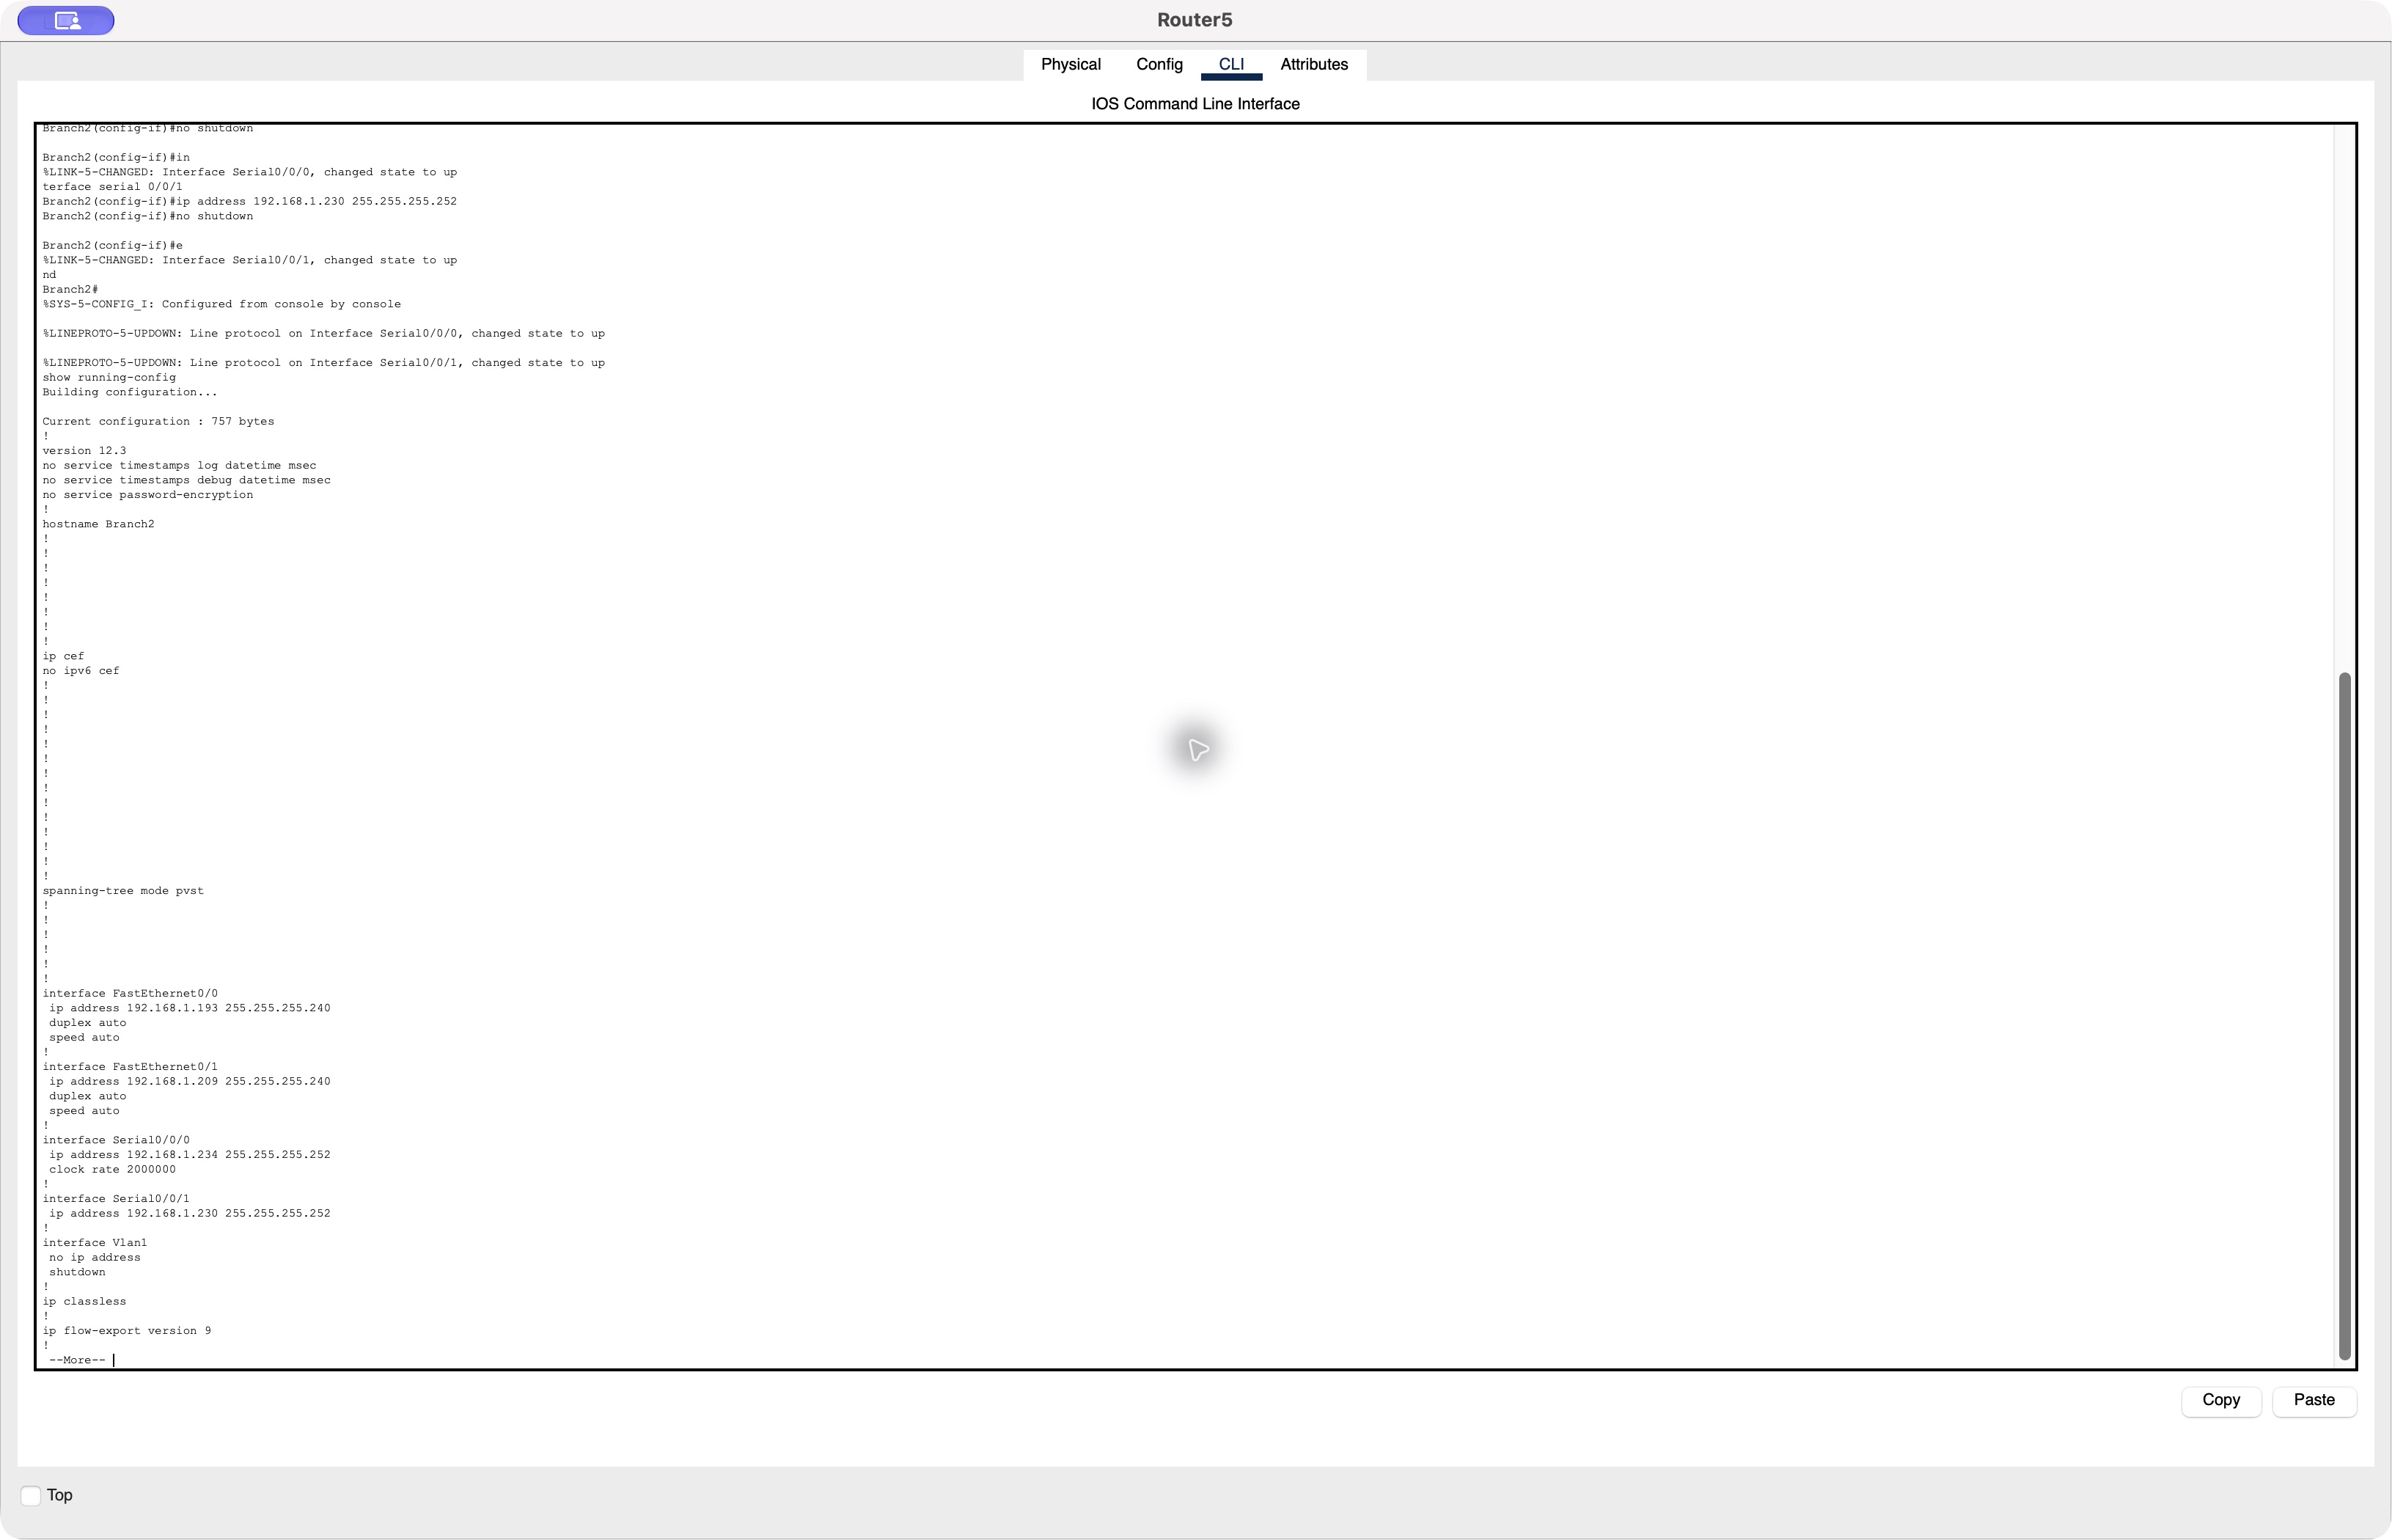 Router5
Physical Config CLI Attributes
IOS Command Line Interface
Branch2(config-if)#no shutdown
Branch2(config-if)#in
%LINK-5-CHANGED: Interface Serial0/0/0, changed state to up
terface serial 0/0/1
Branch2(config-if)#ip address 192.168.1.230 255.255.255.252
Branch2(config-if)#no shutdown
Branch2(config-if)#e
%LINK-5-CHANGED: Interface Serial0/0/1, changed state to up
nd
Branch2#
%SYS-5-CONFIG_I: Configured from console by console
%LINEPROTO-5-UPDOWN: Line protocol on Interface Serial0/0/0, changed state to up
%LINEPROTO-5-UPDOWN: Line protocol on Interface Serial0/0/1, changed state to up
show running-config
Building configuration...
Current configuration : 757 bytes
!
version 12.3
no service timestamps log datetime msec
no service timestamps debug datetime msec
no service password-encryption
!
hostname Branch2
!
!
!
!
!
!
!
!
ip cef
no ipv6 cef
!
!
!
!
!
!
!
!
!
!
!
!
!
!
spanning-tree mode pvst
!
!
!
!
!
!
interface FastEthernet0/0
ip address 192.168.1.193 255.255.255.240
duplex auto
speed auto
!
interface FastEthernet0/1
ip address 192.168.1.209 255.255.255.240
duplex auto
speed auto
!
interface Serial0/0/0
ip address 192.168.1.234 255.255.255.252
clock rate 2000000
!
interface Serial0/0/1
ip address 192.168.1.230 255.255.255.252
!
interface Vlan1
no ip address
shutdown
!
ip classless
!
ip flow-export version 9
!
--More--
Copy Paste
Top